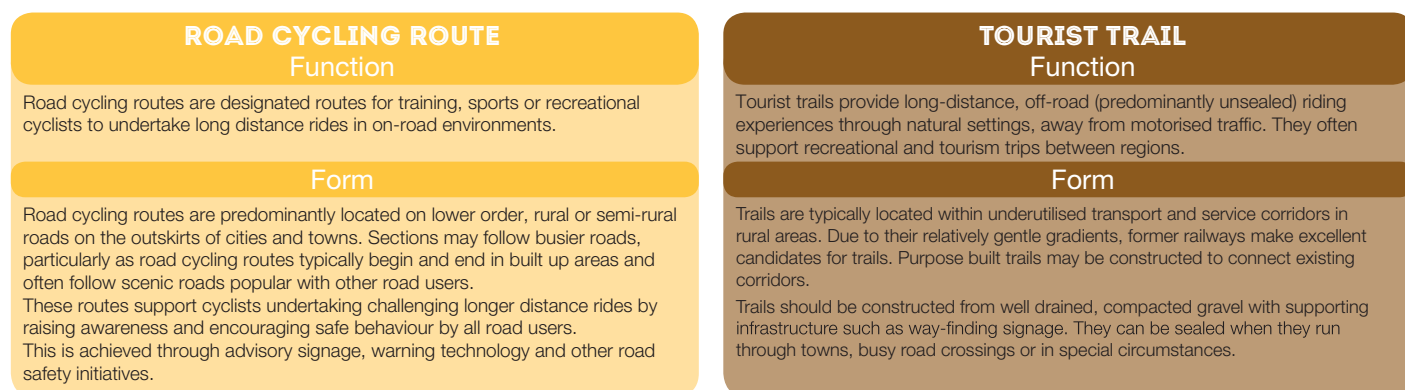 ROAD CYCLING ROUTE
Function
Road cycling routes are designated routes for training, sports or recreational
cyclists to undertake long distance rides in on-road environments.
Form
Road cycling routes are predominantly located on lower order, rural or semi-rural
roads on the outskirts of cities and towns. Sections may follow busier roads,
particularly as road cycling routes typically begin and end in built up areas and
often follow scenic roads popular with other road users.
These routes support cyclists undertaking challenging longer distance rides by
raising awareness and encouraging safe behaviour by all road users.
This is achieved through advisory signage, warning technology and other road
safety initiatives.
TOURIST TRAIL
Function
Tourist trails provide long-distance, off-road (predominantly unsealed) riding
experiences through natural settings, away from motorised traffic. They often
support recreational and tourism trips between regions.
Form
Trails are typically located within underutilised transport and service corridors in
rural areas. Due to their relatively gentle gradients, former railways make excellent
candidates for trails. Purpose built trails may be constructed to connect existing
corridors.
Trails should be constructed from well drained, compacted gravel with supporting
infrastructure such as way-finding signage. They can be sealed when they run
through towns, busy road crossings or in special circumstances.